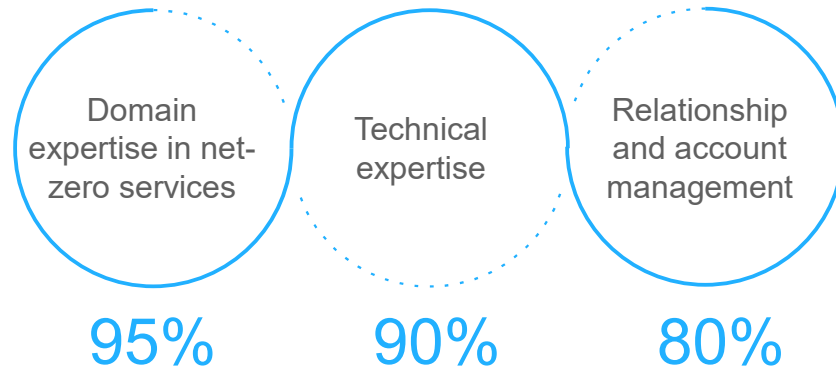 Domain
expertise in net-
zero services
Technical
expertise
Relationship
and account
management
95%
90%
80%